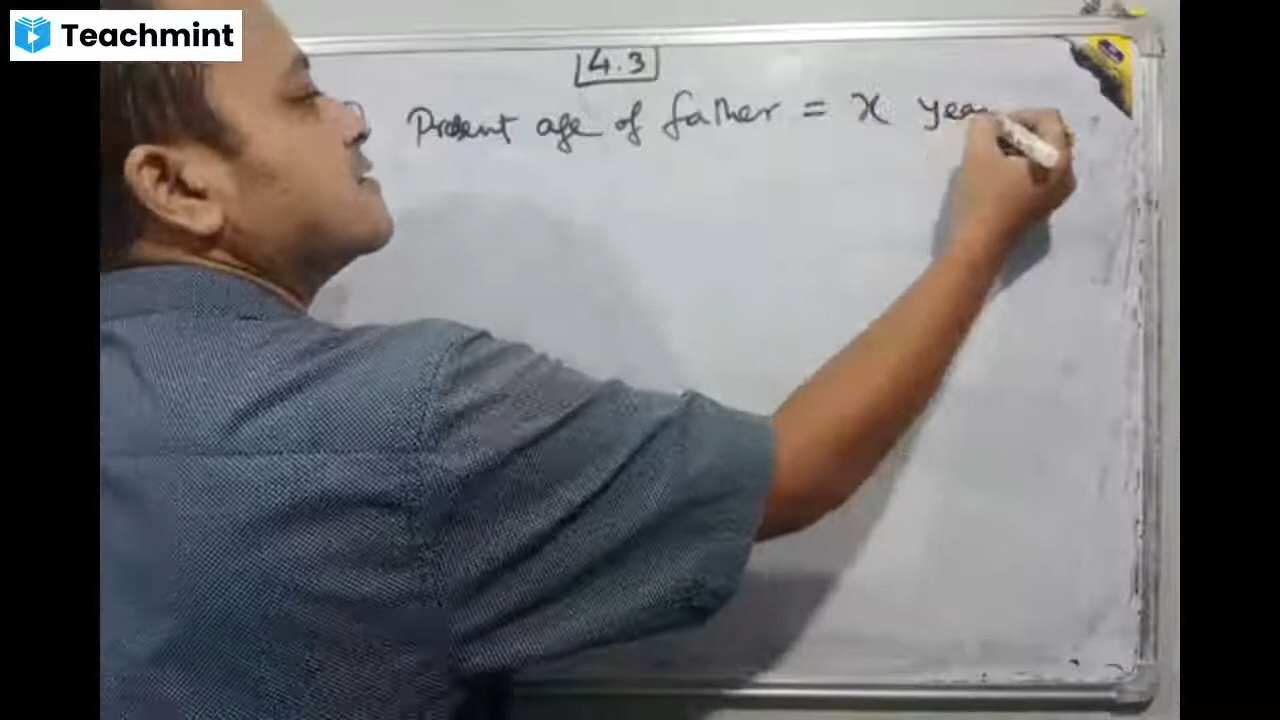 Teachmint
4.3
Present age of father = x yea